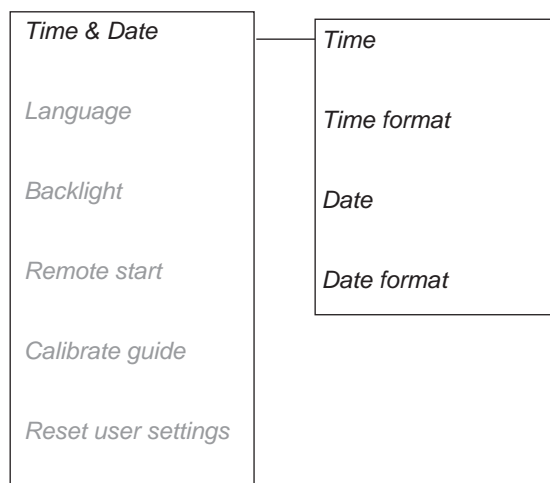 Time & Date
Language
Backlight
Remote start
Calibrate guide
Reset user settings
Time
Time format
Date
Date format